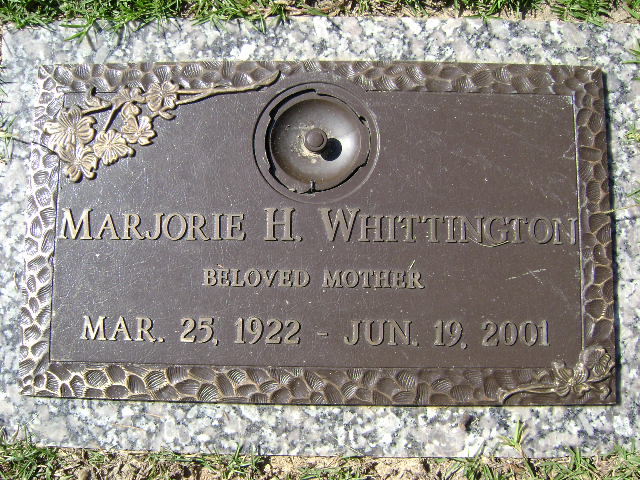 MARJORIE H. WHITTINGTON
BELOVED MOTHER
MAR. 25, 1922 - JUN. 19, 2001